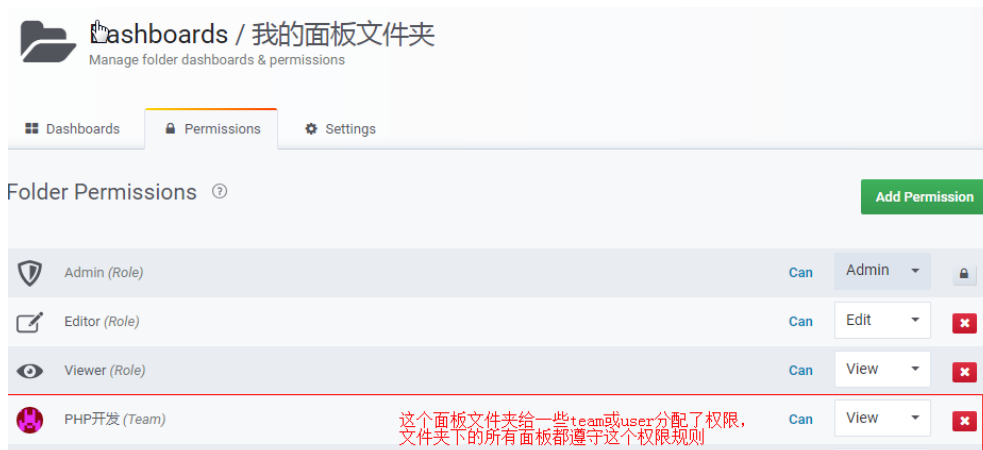 Dashboards / 我的面板文件夹
Manage folder dashboards & permissions
Dashboards Permissions Settings
Folder Permissions ?
Add Permission
Admin (Role) Can Admin
Editor (Role) Can Edit
Viewer (Role) Can View
PHP开发 (Team) Can View
这个面板文件夹给一些team或user分配了权限，
文件夹下的所有面板都遵守这个权限规则